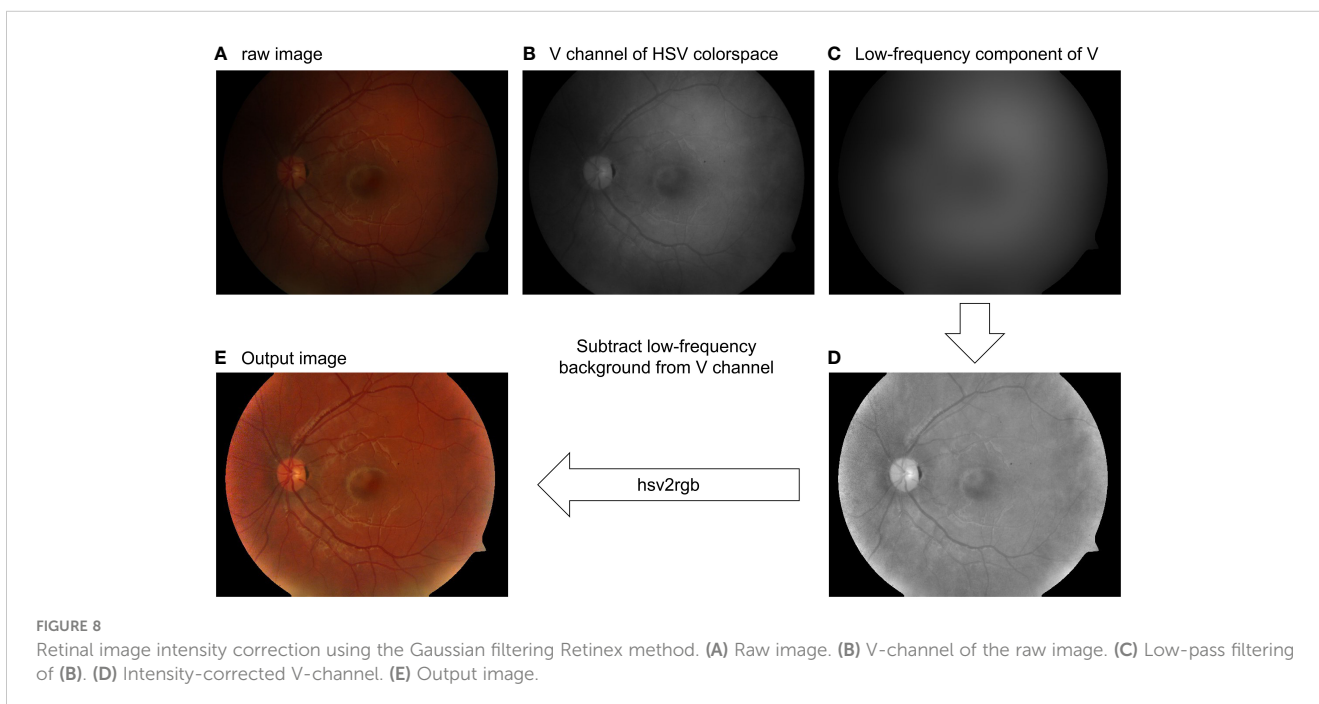 A raw image
B V channel of HSV colorspace
C Low-frequency component of V
E Output image
Subtract low-frequency
background from V channel
D
hsv2rgb
FIGURE 8
Retinal image intensity correction using the Gaussian filtering Retinex method. (A) Raw image. (B) V-channel of the raw image. (C) Low-pass filtering
of (B). (D) Intensity-corrected V-channel. (E) Output image.